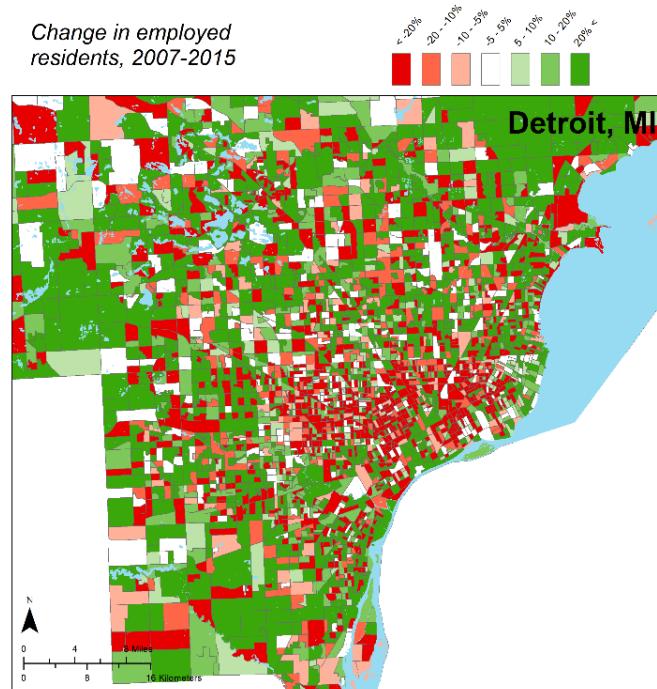 Change in employed
residents, 2007-2015
< -20%
-20 - -10%
-10 - -5%
-5 - 5%
5 - 10%
10 - 20%
20% <
Detroit, MI
N
0 4 8 Miles
0 8 16 Kilometers